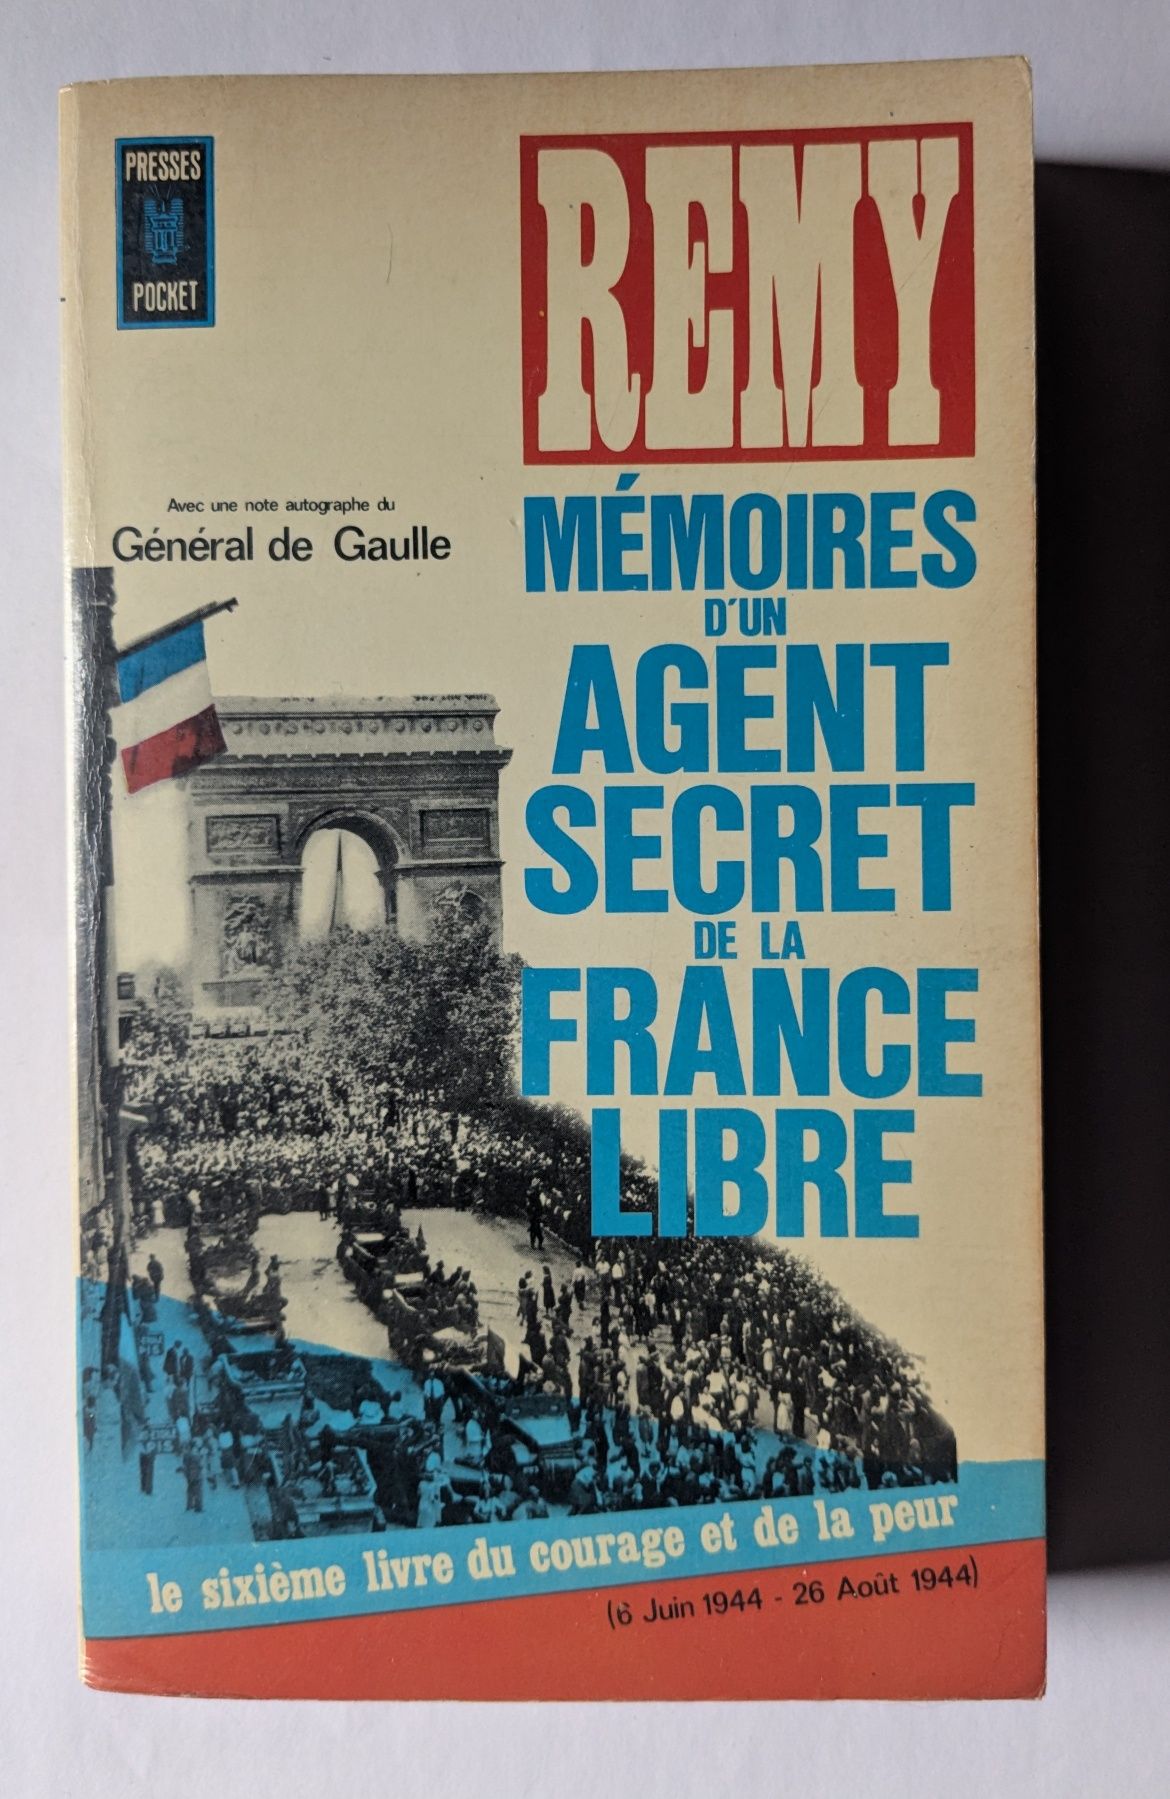 PRESSES
POCKET
REMY
Avec une note autographe du
Général de Gaulle
MÉMOIRES
D'UN
AGENT
SECRET
DE LA
FRANCE
LIBRE
le sixième livre du courage et de la peur
(6 Juin 1944 - 26 Août 1944)